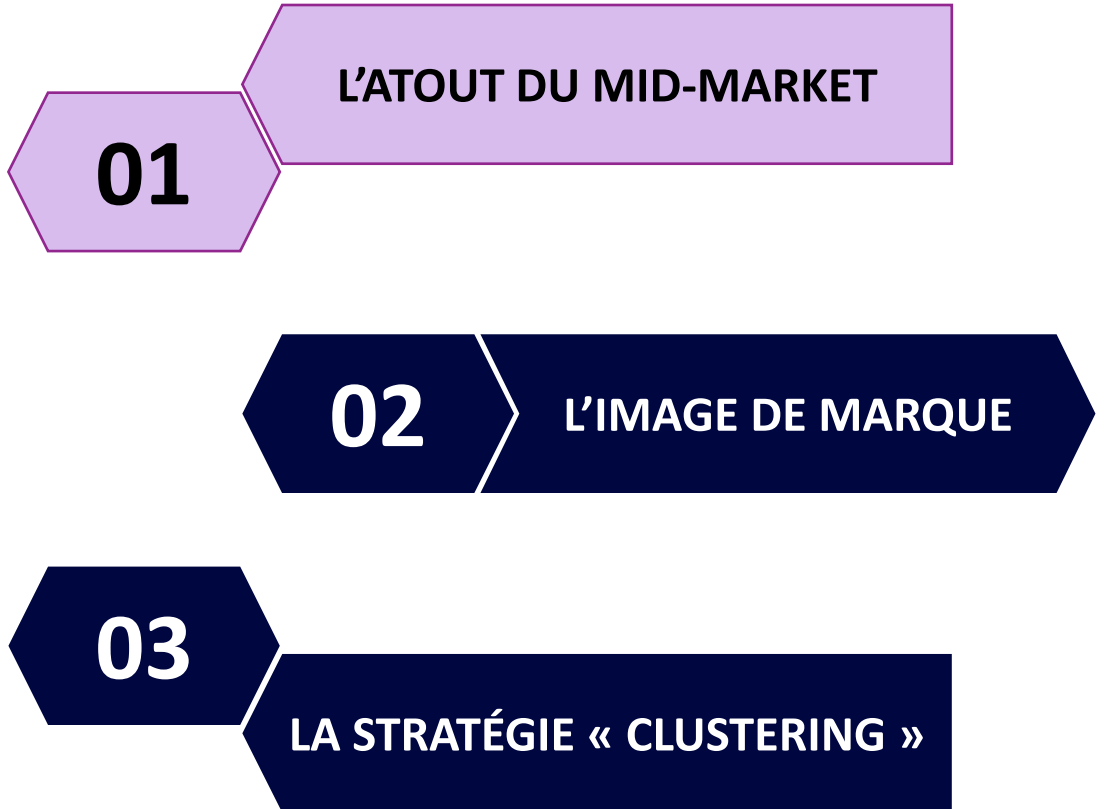 L’ATOUT DU MID-MARKET
01
02
L’IMAGE DE MARQUE
03
LA STRATÉGIE « CLUSTERING »